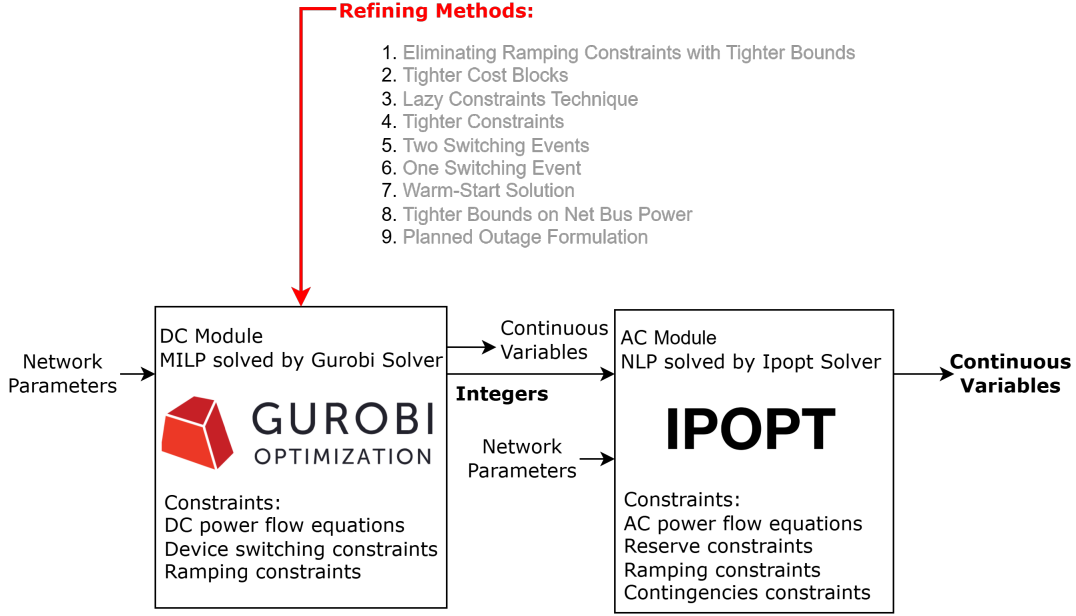 Refining Methods:
1. Eliminating Ramping Constraints with Tighter Bounds
2. Tighter Cost Blocks
3. Lazy Constraints Technique
4. Tighter Constraints
5. Two Switching Events
6. One Switching Event
7. Warm-Start Solution
8. Tighter Bounds on Net Bus Power
9. Planned Outage Formulation
Network
Parameters
DC Module
MILP solved by Gurobi Solver
GUROBI
OPTIMIZATION
Constraints:
DC power flow equations
Device switching constraints
Ramping constraints
Continuous
Variables
Integers
Network
Parameters
AC Module
NLP solved by Ipopt Solver
IPOPT
Constraints:
AC power flow equations
Reserve constraints
Ramping constraints
Contingencies constraints
Continuous
Variables